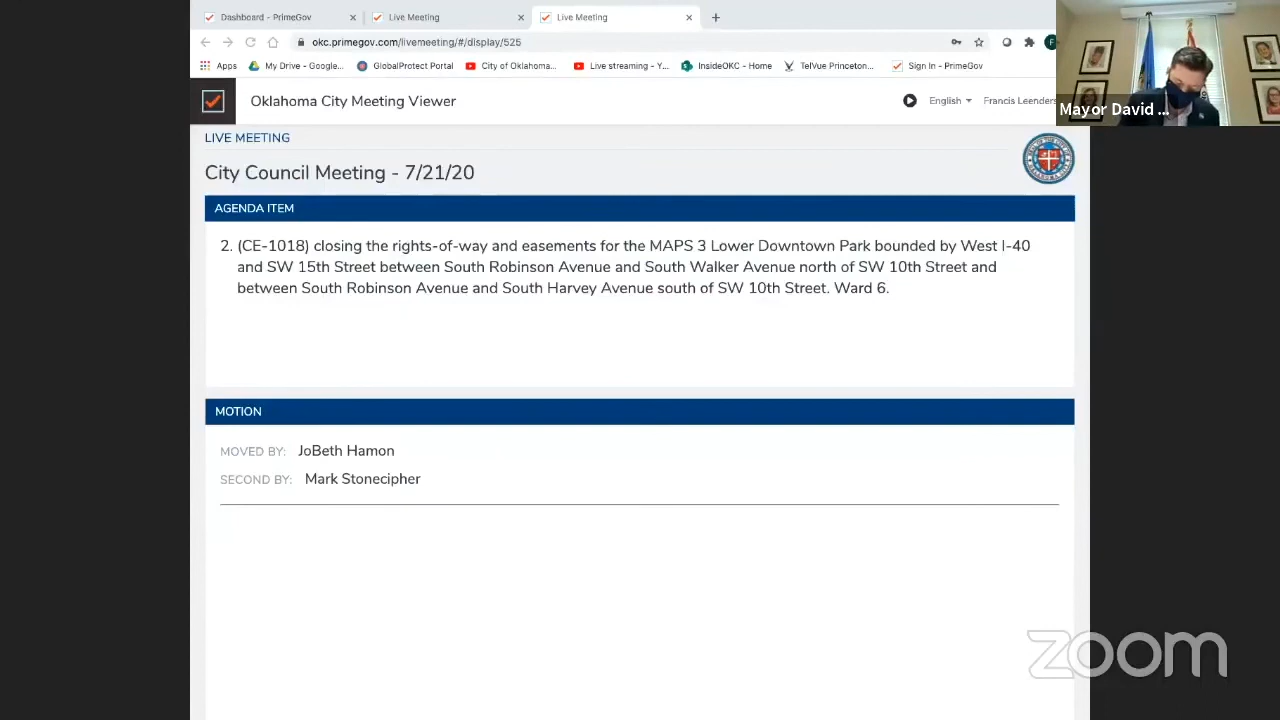 Dashboard - PrimeGov
Live Meeting
Live Meeting
okc.primegov.com/livemeeting/#/display/525
Apps
My Drive - Google...
GlobalProtect Portal
City of Oklahoma...
Live streaming - Y...
InsideOKC - Home
TelVue Princeton...
Sign In - PrimeGov
Mayor David ...
Oklahoma City Meeting Viewer
English
Francis Leenders
LIVE MEETING
City Council Meeting - 7/21/20
AGENDA ITEM
2. (CE-1018) closing the rights-of-way and easements for the MAPS 3 Lower Downtown Park bounded by West I-40
and SW 15th Street between South Robinson Avenue and South Walker Avenue north of SW 10th Street and
between South Robinson Avenue and South Harvey Avenue south of SW 10th Street. Ward 6.
MOTION
MOVED BY: JoBeth Hamon
SECOND BY: Mark Stonecipher
zoom